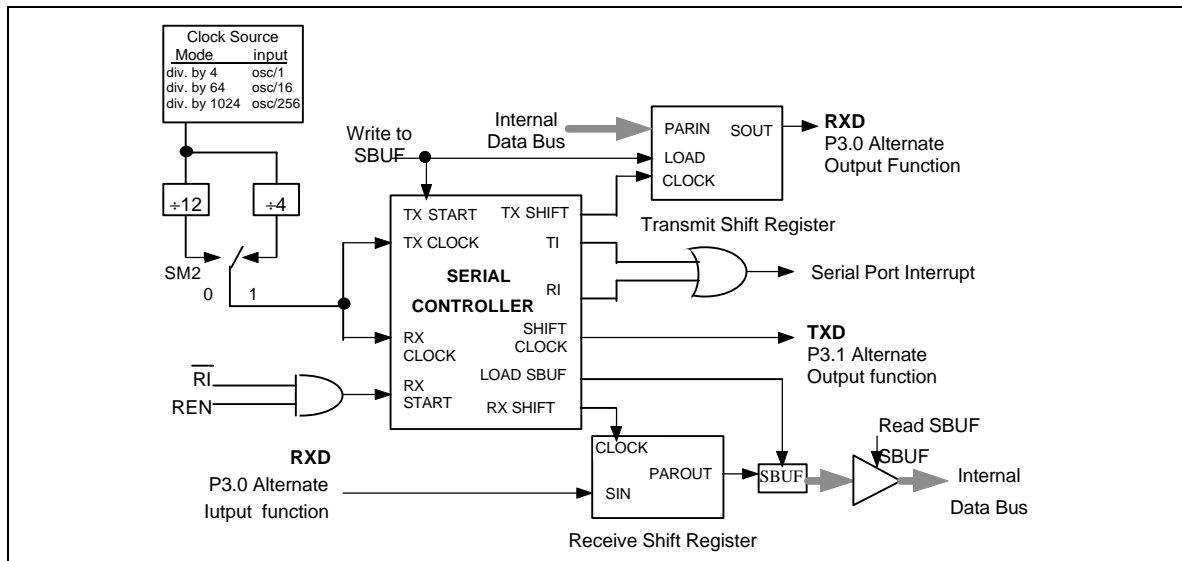 Clock Source
Mode input
div. by 4 osc/1
div. by 64 osc/16
div. by 1024 osc/256
÷12
÷4
SM2
0 1
Write to
SBUF
Internal
Data Bus
PARIN SOUT
LOAD
CLOCK
RXD
P3.0 Alternate
Output Function
Transmit Shift Register
TX START
TX SHIFT
TX CLOCK
TI
SERIAL
CONTROLLER
RI
SHIFT
CLOCK
RX
CLOCK
LOAD SBUF
RX
START
RX SHIFT
Serial Port Interrupt
TXD
P3.1 Alternate
Output function
R̅I̅
REN
RXD
P3.0 Alternate
Iutput function
CLOCK
PAROUT
SIN
Receive Shift Register
SBUF
Read SBUF
SBUF
Internal
Data Bus